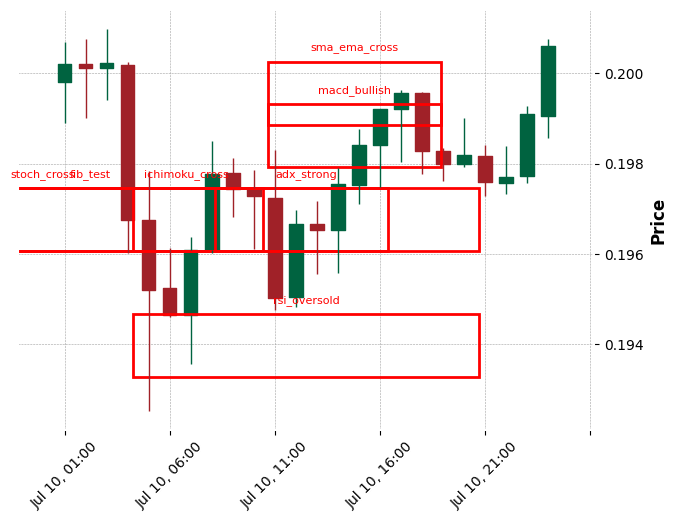 sma_ema_cross
macd_bullish
stoch_cross
fib_test
ichimoku_cross
adx_strong
rsi_oversold
0.200
0.198
0.196
0.194
Price
Jul 10, 01:00
Jul 10, 06:00
Jul 10, 11:00
Jul 10, 16:00
Jul 10, 21:00